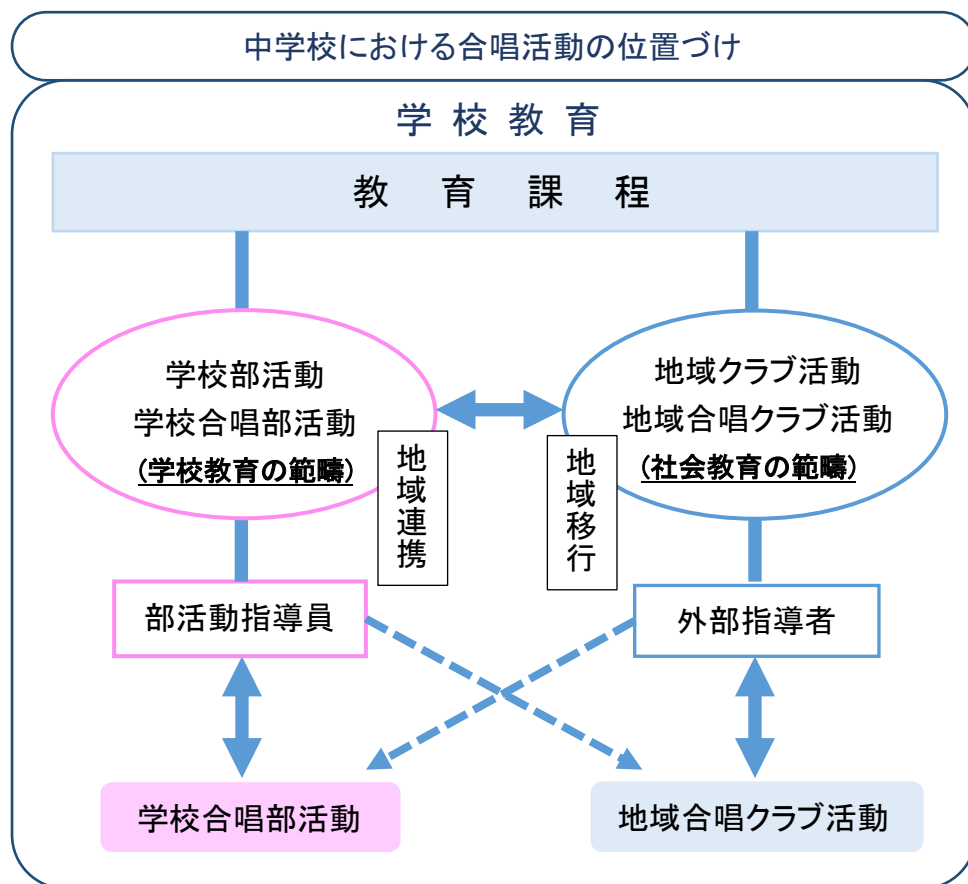 中学校における合唱活動の位置づけ
学校教育
教育課程
学校部活動
学校合唱部活動
(学校教育の範疇)
地域クラブ活動
地域合唱クラブ活動
(社会教育の範疇)
地域連携
地域移行
部活動指導員
外部指導者
学校合唱部活動
地域合唱クラブ活動